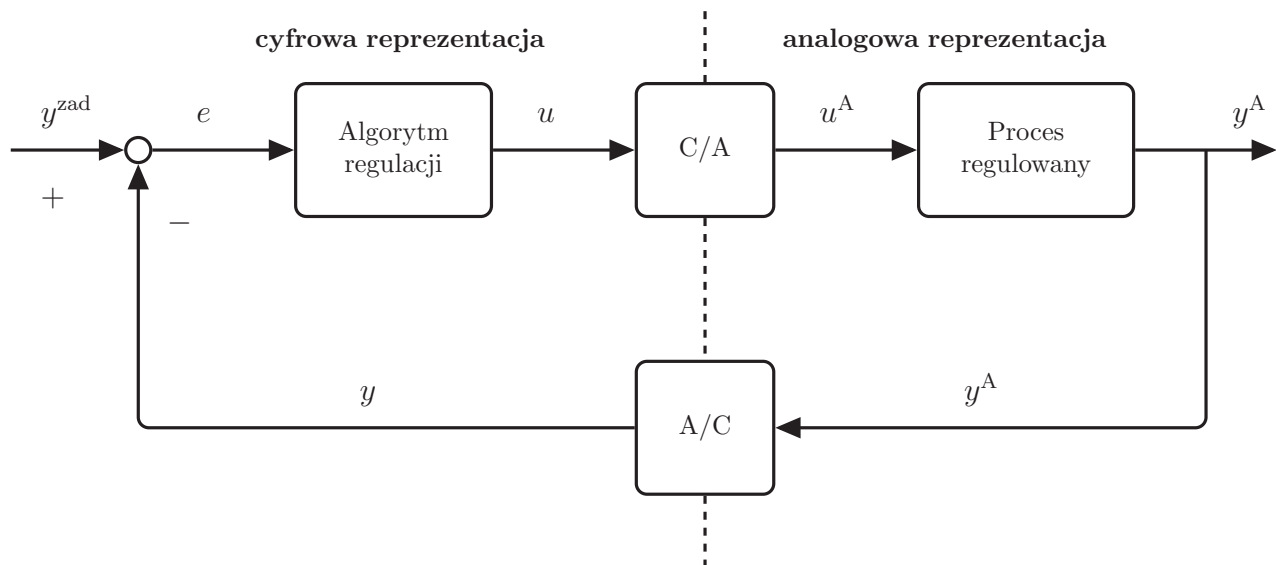 cyfrowa reprezentacja
analogowa reprezentacja
y^zad
e
Algorytm
regulacji
u
C/A
u^A
Proces
regulowany
y^A
+
−
y
A/C
y^A